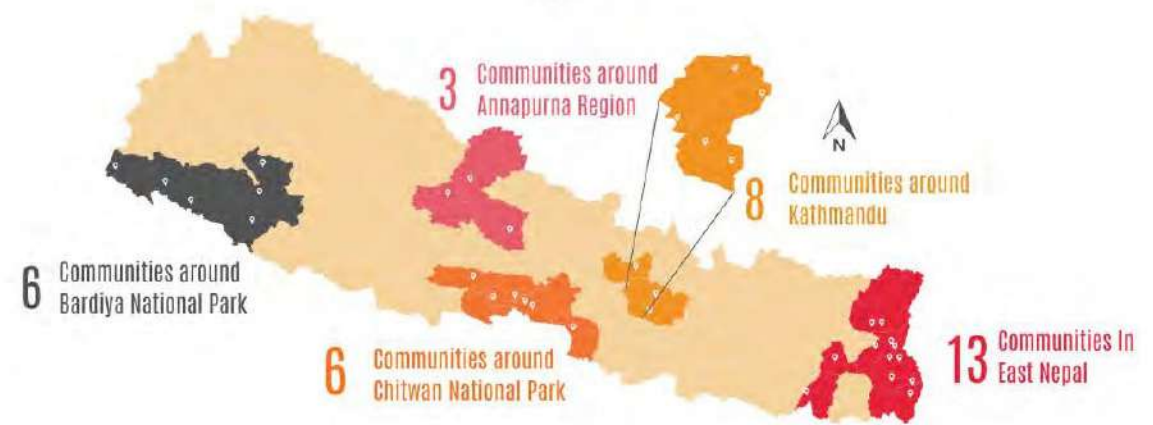 3 Communities around
Annapurna Region
N
8 Communities around
Kathmandu
6 Communities around
Bardiya National Park
6 Communities around
Chitwan National Park
13 Communities In
East Nepal